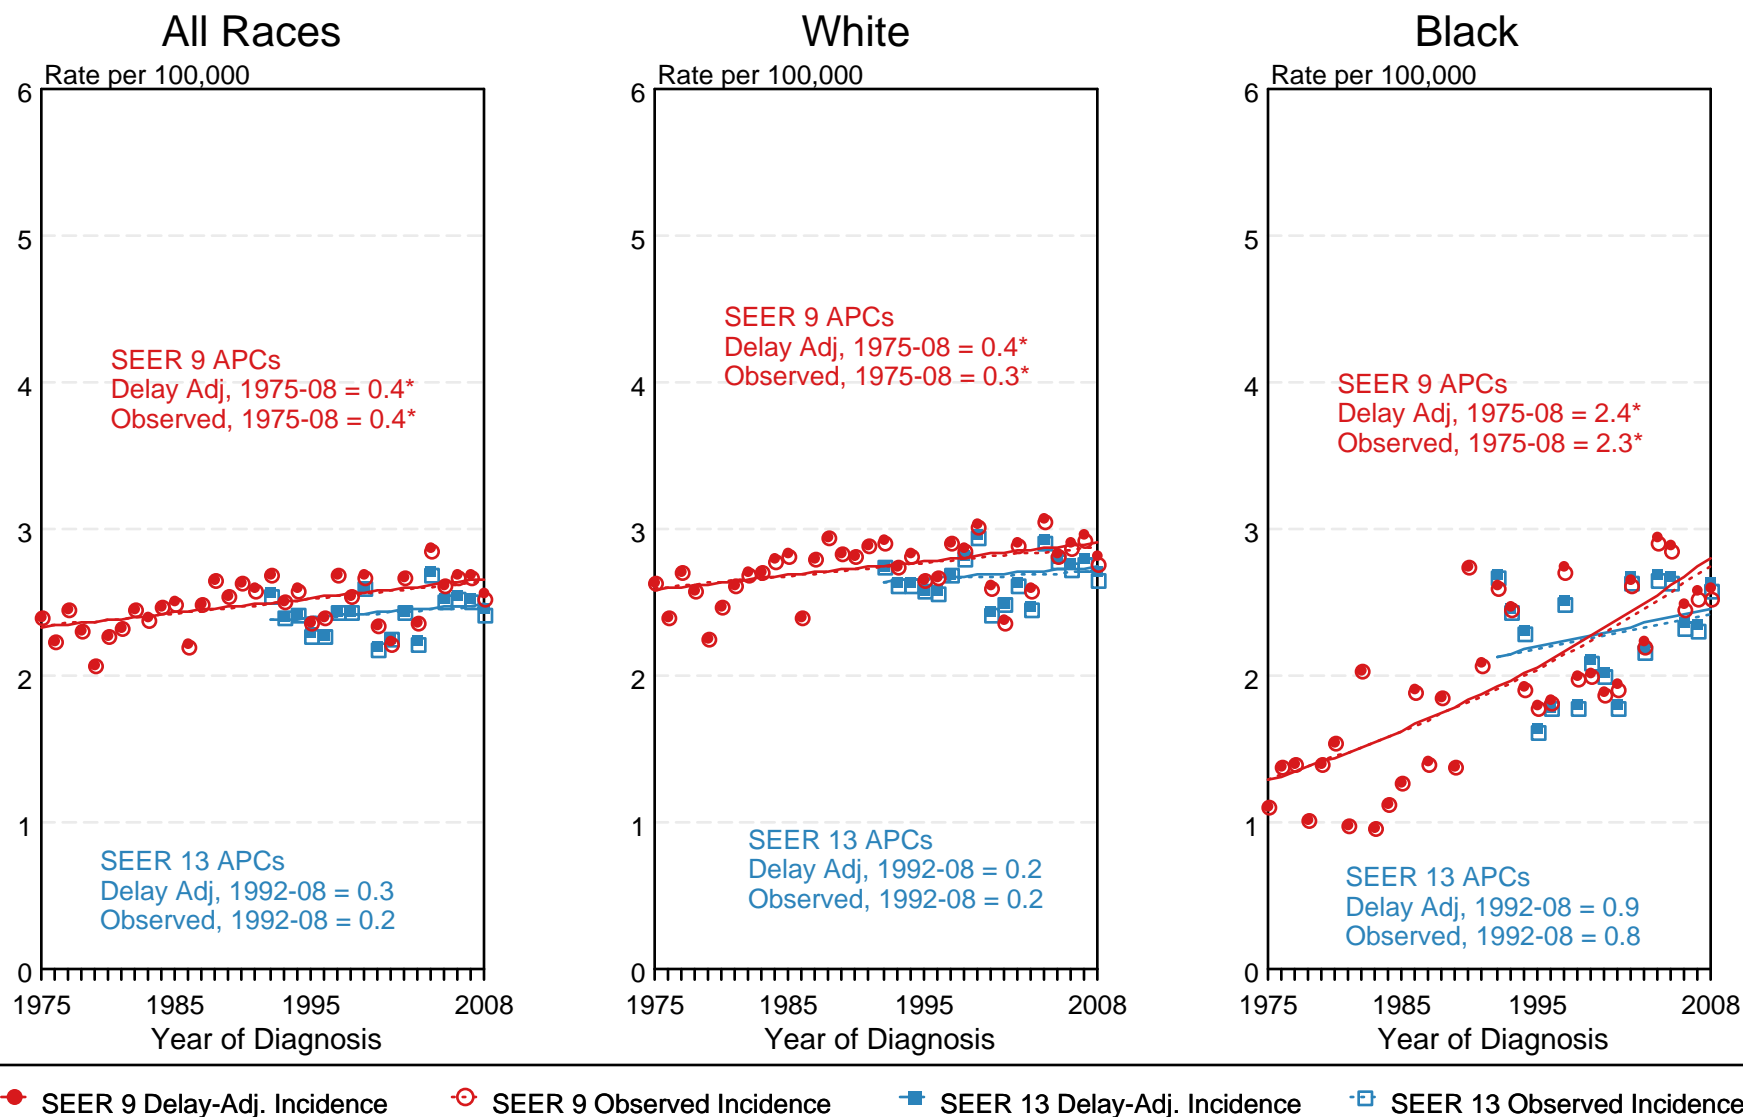 All Races
Rate per 100,000
6
5
4
3
2
1
0
SEER 9 APCs
Delay Adj, 1975-08 = 0.4*
Observed, 1975-08 = 0.4*
SEER 13 APCs
Delay Adj, 1992-08 = 0.3
Observed, 1992-08 = 0.2
1975 1985 1995 2008
Year of Diagnosis
White
Rate per 100,000
6
5
4
3
2
1
0
SEER 9 APCs
Delay Adj, 1975-08 = 0.4*
Observed, 1975-08 = 0.3*
SEER 13 APCs
Delay Adj, 1992-08 = 0.2
Observed, 1992-08 = 0.2
1975 1985 1995 2008
Year of Diagnosis
Black
Rate per 100,000
6
5
4
3
2
1
0
SEER 9 APCs
Delay Adj, 1975-08 = 2.4*
Observed, 1975-08 = 2.3*
SEER 13 APCs
Delay Adj, 1992-08 = 0.9
Observed, 1992-08 = 0.8
1975 1985 1995 2008
Year of Diagnosis
SEER 9 Delay-Adj. Incidence SEER 9 Observed Incidence SEER 13 Delay-Adj. Incidence SEER 13 Observed Incidence